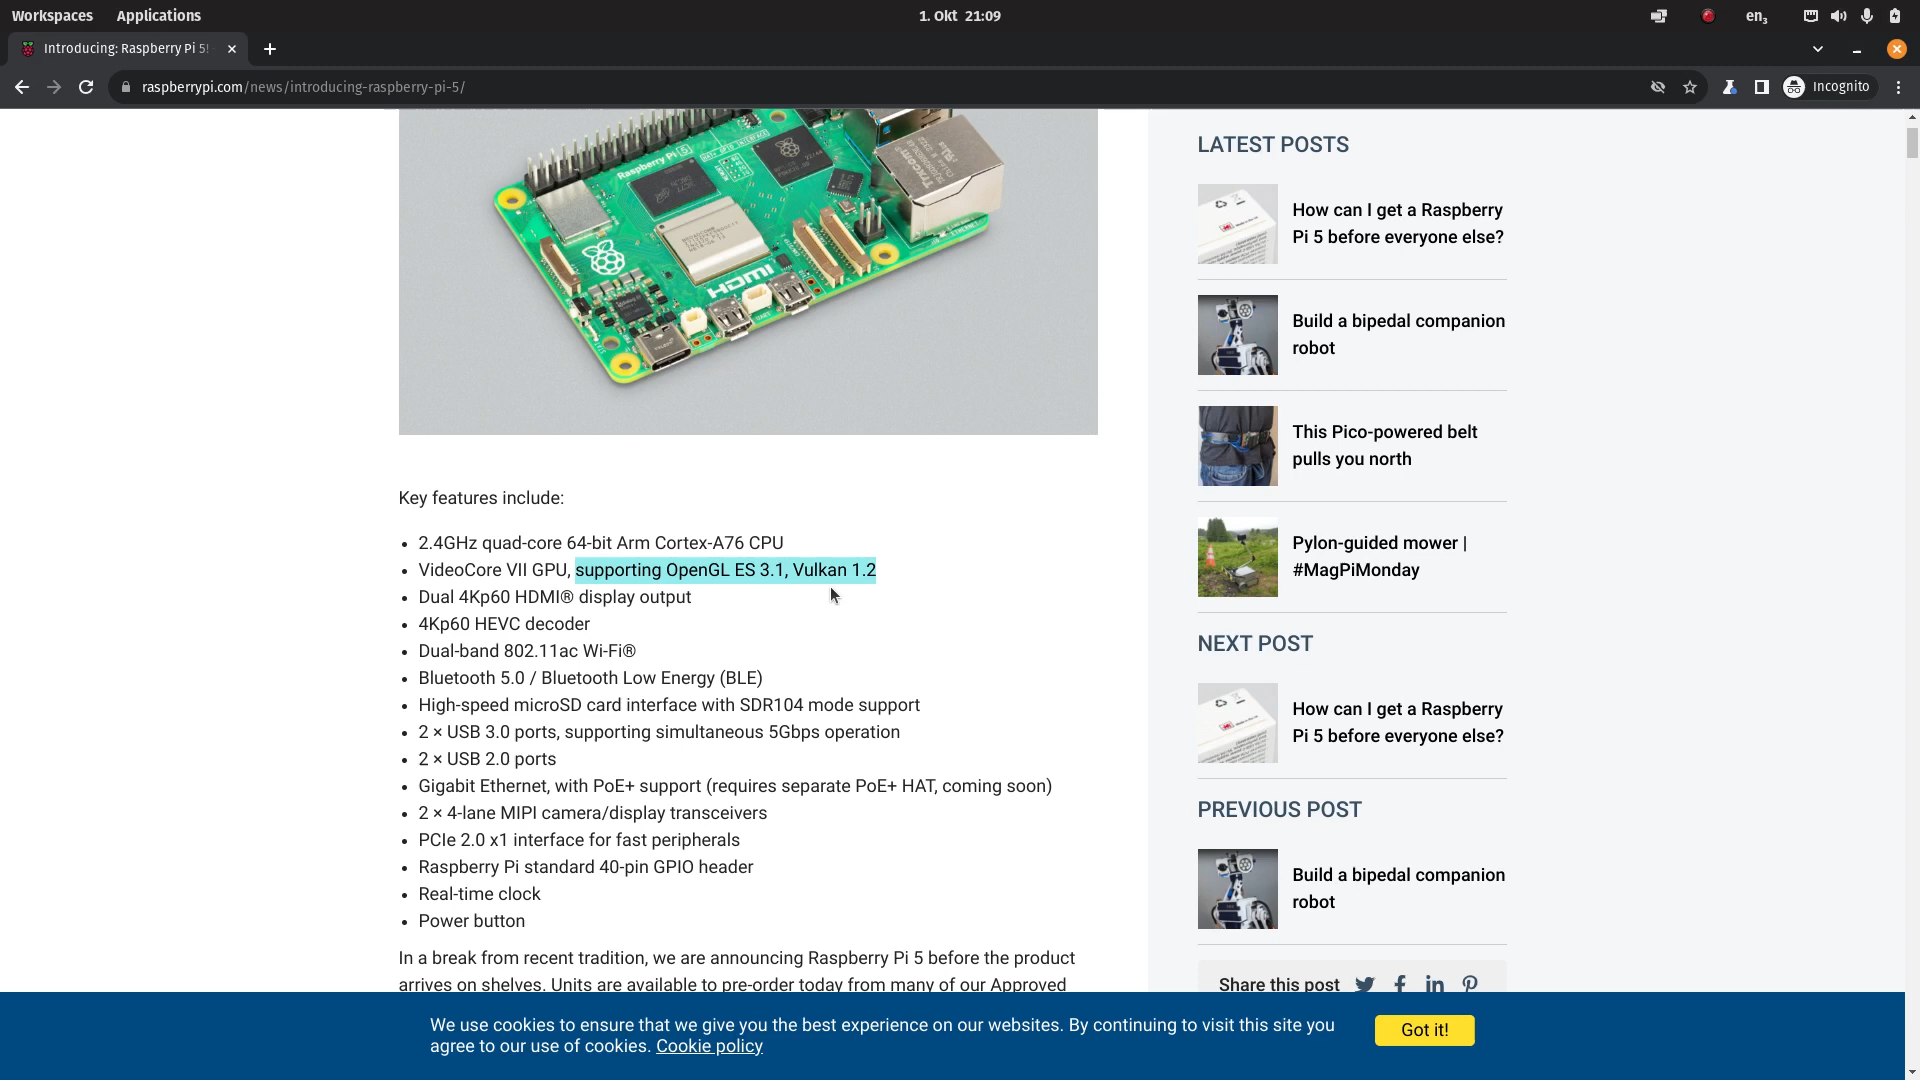 Workspaces
Applications
1. Okt 21:09
en₃
Introducing: Raspberry Pi 5!
raspberrypi.com/news/introducing-raspberry-pi-5/
Incognito
Raspberry Pi 5
HDMI
Key features include:
• 2.4GHz quad-core 64-bit Arm Cortex-A76 CPU
• VideoCore VII GPU, supporting OpenGL ES 3.1, Vulkan 1.2
• Dual 4Kp60 HDMI® display output
• 4Kp60 HEVC decoder
• Dual-band 802.11ac Wi-Fi®
• Bluetooth 5.0 / Bluetooth Low Energy (BLE)
• High-speed microSD card interface with SDR104 mode support
• 2 × USB 3.0 ports, supporting simultaneous 5Gbps operation
• 2 × USB 2.0 ports
• Gigabit Ethernet, with PoE+ support (requires separate PoE+ HAT, coming soon)
• 2 × 4-lane MIPI camera/display transceivers
• PCIe 2.0 x1 interface for fast peripherals
• Raspberry Pi standard 40-pin GPIO header
• Real-time clock
• Power button
In a break from recent tradition, we are announcing Raspberry Pi 5 before the product
arrives on shelves. Units are available to pre-order today from many of our Approved
LATEST POSTS
How can I get a Raspberry
Pi 5 before everyone else?
Build a bipedal companion
robot
This Pico-powered belt
pulls you north
Pylon-guided mower |
#MagPiMonday
NEXT POST
How can I get a Raspberry
Pi 5 before everyone else?
PREVIOUS POST
Build a bipedal companion
robot
Share this post
We use cookies to ensure that we give you the best experience on our websites. By continuing to visit this site you
agree to our use of cookies. Cookie policy
Got it!